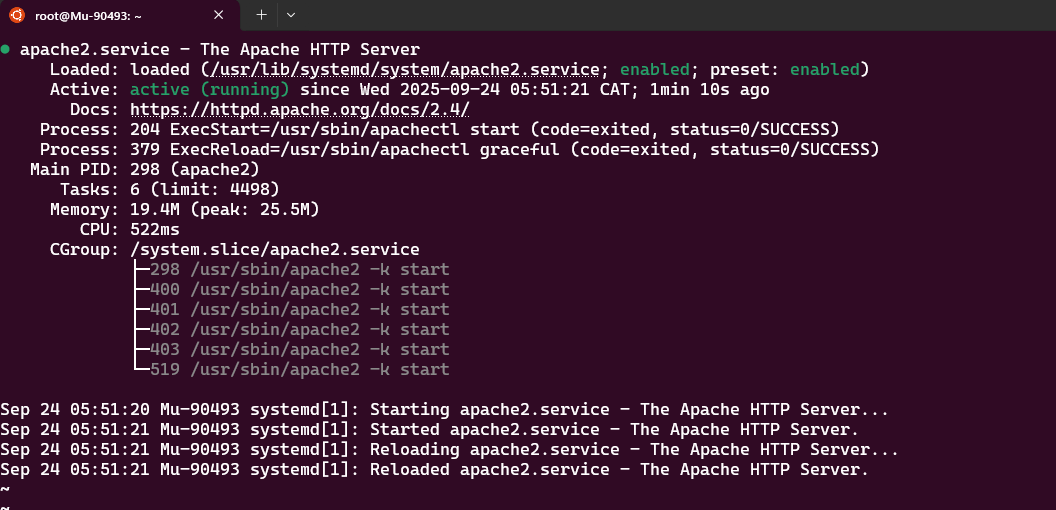 root@Mu-90493: ~
● apache2.service - The Apache HTTP Server
Loaded: loaded (/usr/lib/systemd/system/apache2.service; enabled; preset: enabled)
Active: active (running) since Wed 2025-09-24 05:51:21 CAT; 1min 10s ago
Docs: https://httpd.apache.org/docs/2.4/
Process: 204 ExecStart=/usr/sbin/apachectl start (code=exited, status=0/SUCCESS)
Process: 379 ExecReload=/usr/sbin/apachectl graceful (code=exited, status=0/SUCCESS)
Main PID: 298 (apache2)
Tasks: 6 (limit: 4498)
Memory: 19.4M (peak: 25.5M)
CPU: 522ms
CGroup: /system.slice/apache2.service
├─298 /usr/sbin/apache2 -k start
├─400 /usr/sbin/apache2 -k start
├─401 /usr/sbin/apache2 -k start
├─402 /usr/sbin/apache2 -k start
├─403 /usr/sbin/apache2 -k start
└─519 /usr/sbin/apache2 -k start
Sep 24 05:51:20 Mu-90493 systemd[1]: Starting apache2.service - The Apache HTTP Server...
Sep 24 05:51:21 Mu-90493 systemd[1]: Started apache2.service - The Apache HTTP Server.
Sep 24 05:51:21 Mu-90493 systemd[1]: Reloading apache2.service - The Apache HTTP Server...
Sep 24 05:51:21 Mu-90493 systemd[1]: Reloaded apache2.service - The Apache HTTP Server.
~
~